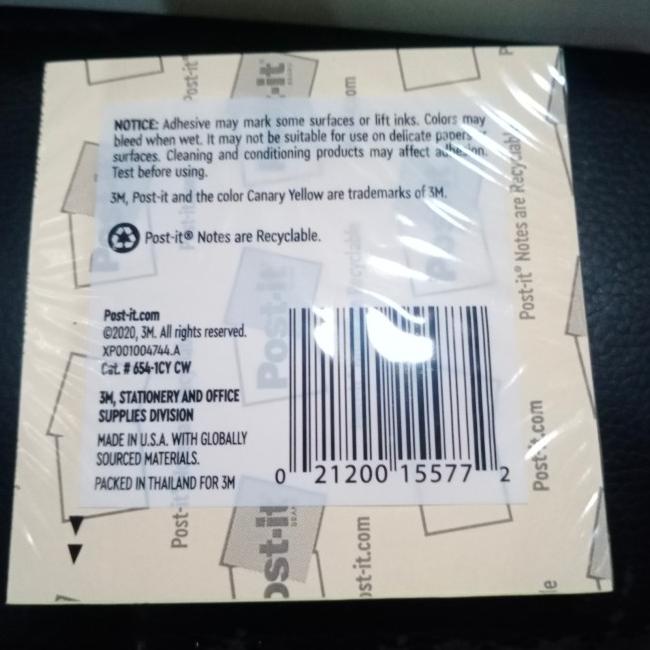 NOTICE: Adhesive may mark some surfaces or lift inks. Colors may
bleed when wet. It may not be suitable for use on delicate papers or
surfaces. Cleaning and conditioning products may affect adhesion.
Test before using.
3M, Post-it and the color Canary Yellow are trademarks of 3M.
Post-it® Notes are Recyclable.
Post-it.com
©2020, 3M. All rights reserved.
XP001004744.A
Cat. # 654-1CY CW
3M, STATIONERY AND OFFICE
SUPPLIES DIVISION
MADE IN U.S.A. WITH GLOBALLY
SOURCED MATERIALS.
PACKED IN THAILAND FOR 3M
0 21200 15577 2
Post-it® Notes are Recyclable
Post-it.com
Post-it
Post-it